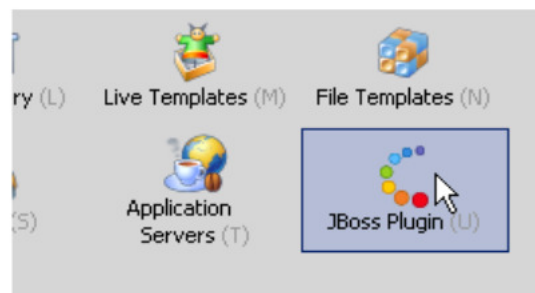 ry (L)
Live Templates (M)
File Templates (N)
(S)
Application
Servers (T)
JBoss Plugin (U)